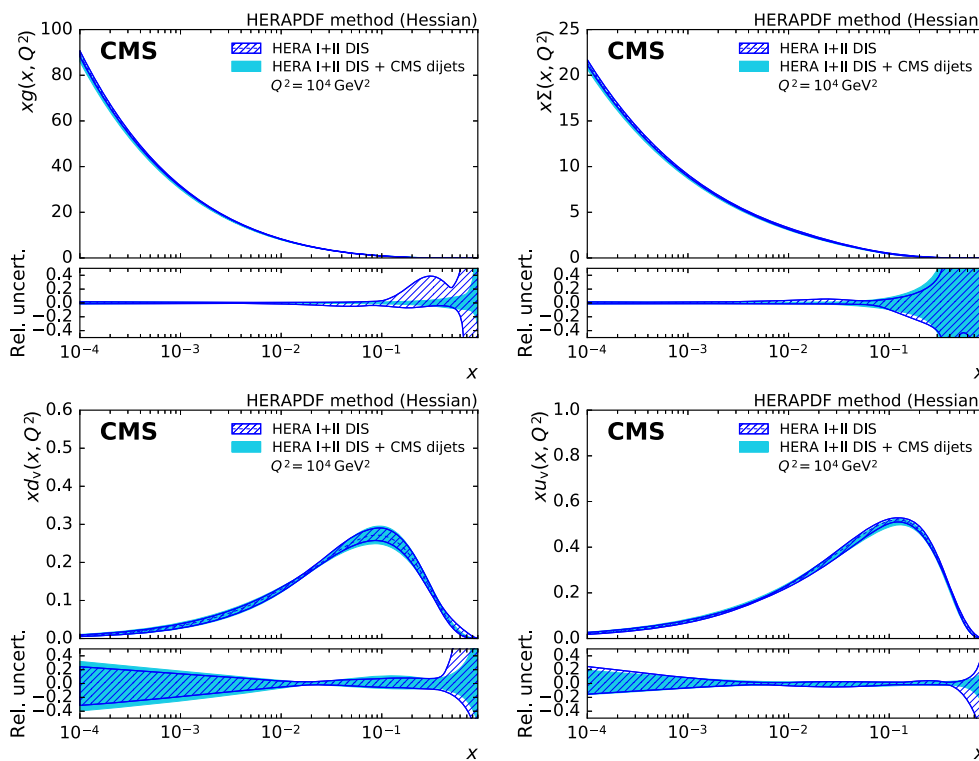 HERAPDF method (Hessian)
CMS
HERA I+II DIS
HERA I+II DIS + CMS dijets
Q² = 10⁴ GeV²
xg(x, Q²)
100
80
60
40
20
0
Rel. uncert.
0.4
0.2
0.0
−0.2
−0.4
10⁻⁴ 10⁻³ 10⁻² 10⁻¹
x
HERAPDF method (Hessian)
CMS
HERA I+II DIS
HERA I+II DIS + CMS dijets
Q² = 10⁴ GeV²
xΣ(x, Q²)
25
20
15
10
5
0
Rel. uncert.
0.4
0.2
0.0
−0.2
−0.4
10⁻⁴ 10⁻³ 10⁻² 10⁻¹
x
HERAPDF method (Hessian)
CMS
HERA I+II DIS
HERA I+II DIS + CMS dijets
Q² = 10⁴ GeV²
xdᵥ(x, Q²)
0.6
0.5
0.4
0.3
0.2
0.1
0.0
Rel. uncert.
0.4
0.2
0.0
−0.2
−0.4
10⁻⁴ 10⁻³ 10⁻² 10⁻¹
x
HERAPDF method (Hessian)
CMS
HERA I+II DIS
HERA I+II DIS + CMS dijets
Q² = 10⁴ GeV²
xuᵥ(x, Q²)
1.0
0.8
0.6
0.4
0.2
0.0
Rel. uncert.
0.4
0.2
0.0
−0.2
−0.4
10⁻⁴ 10⁻³ 10⁻² 10⁻¹
x